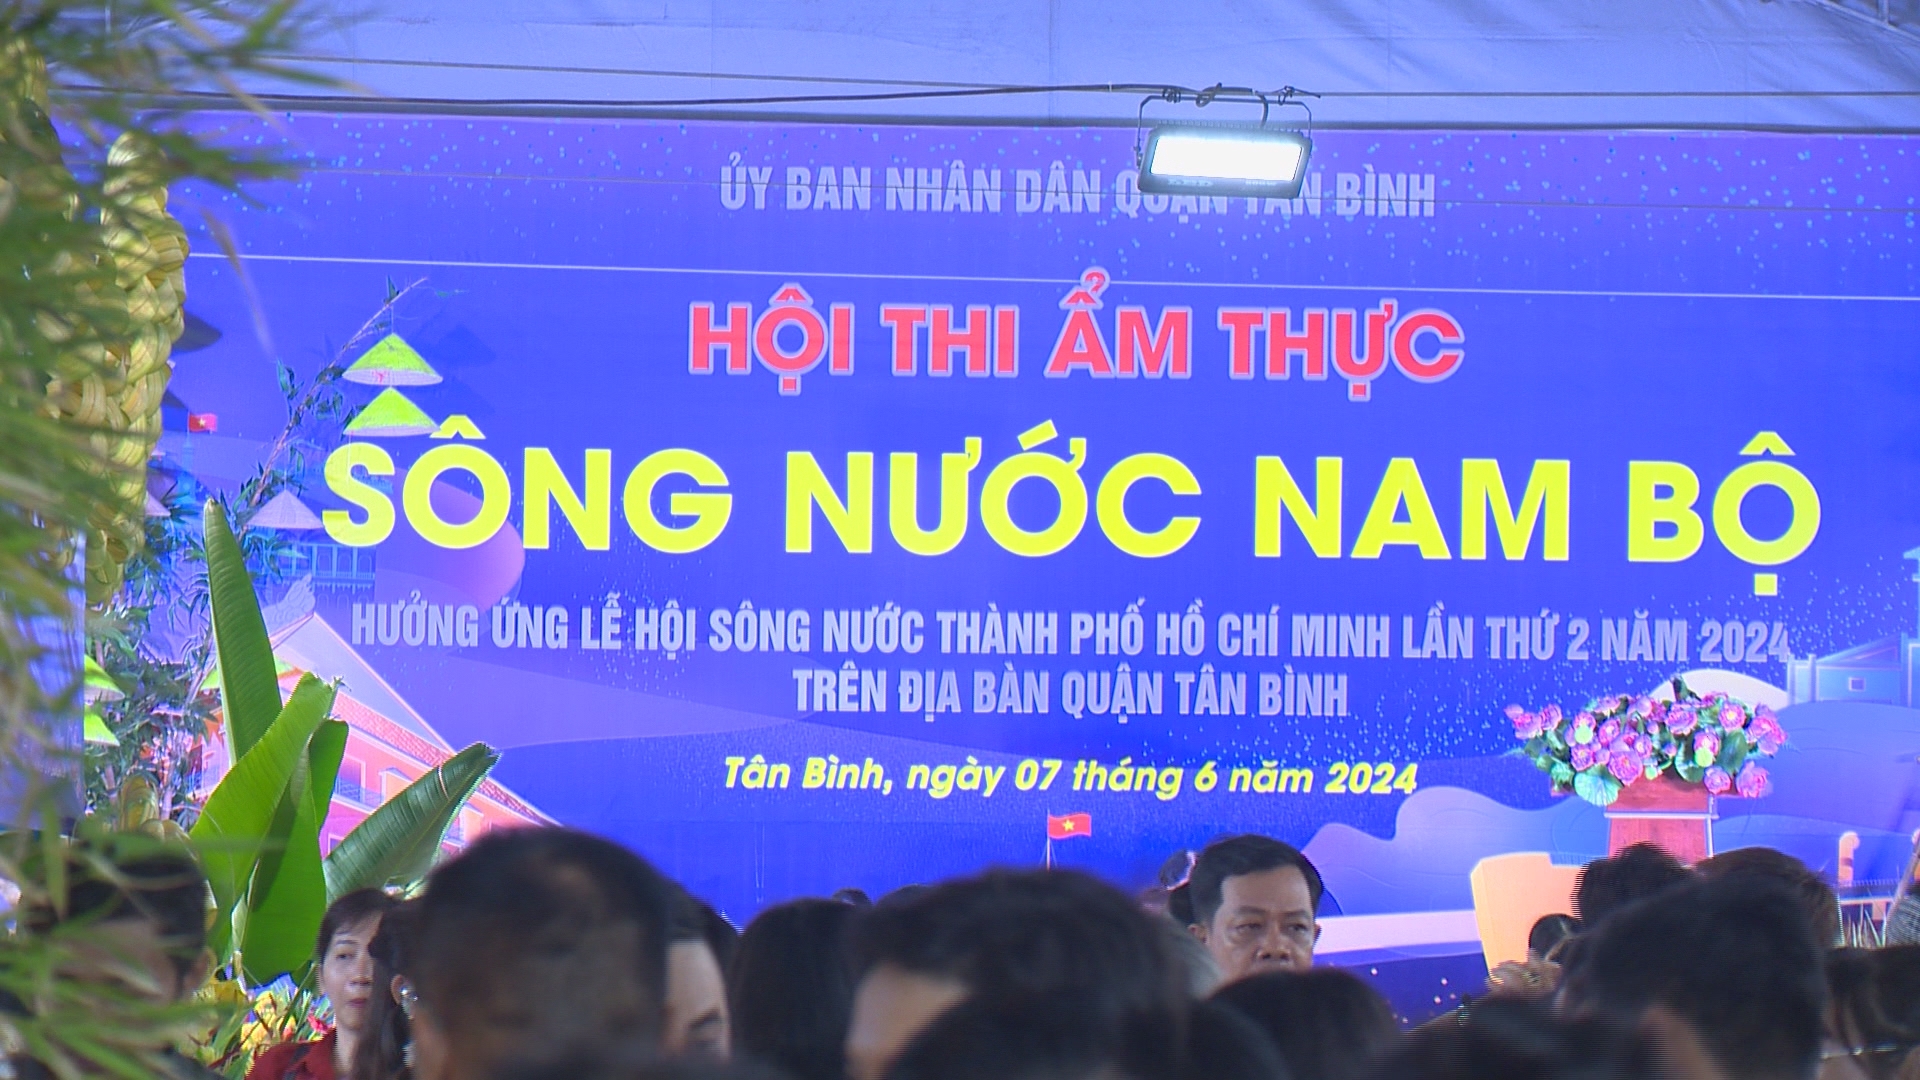 ỦY BAN NHÂN DÂN QUẬN TÂN BÌNH
HỘI THI ẨM THỰC
SÔNG NƯỚC NAM BỘ
HƯỞNG ỨNG LỄ HỘI SÔNG NƯỚC THÀNH PHỐ HỒ CHÍ MINH LẦN THỨ 2 NĂM 2024
TRÊN ĐỊA BÀN QUẬN TÂN BÌNH
Tân Bình, ngày 07 tháng 6 năm 2024